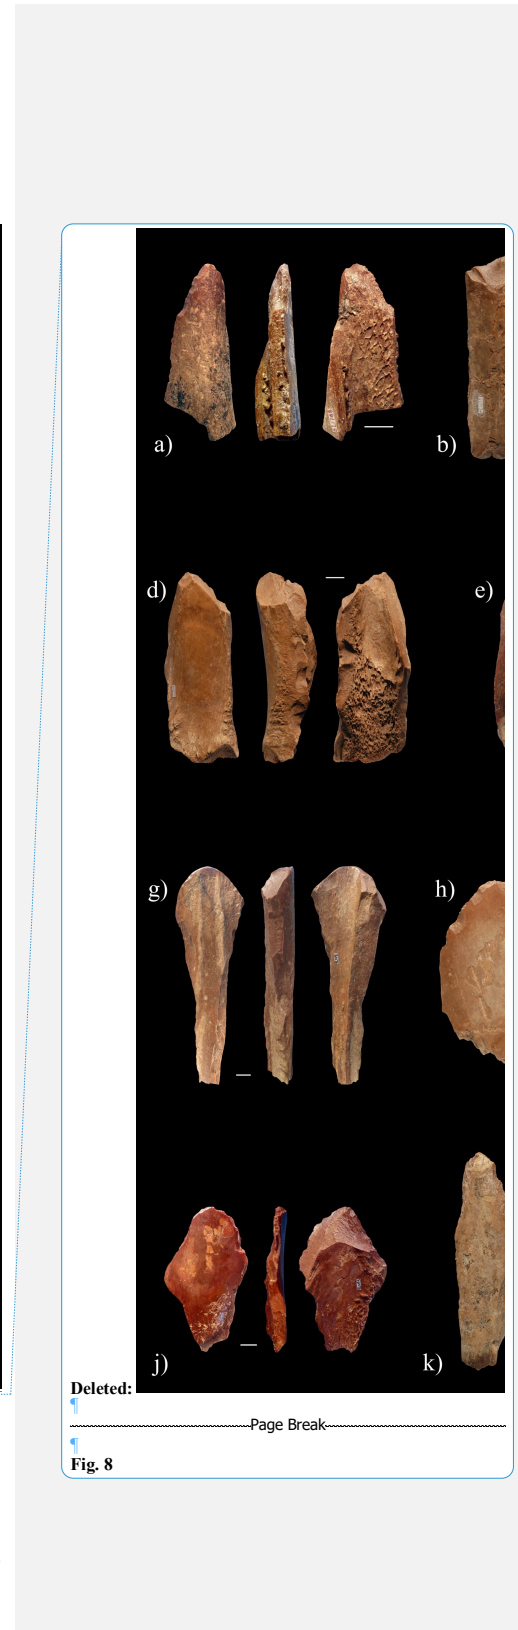 a)
b)
d)
e)
g)
h)
j)
k)
Deleted:
¶
Page Break
¶
Fig. 8